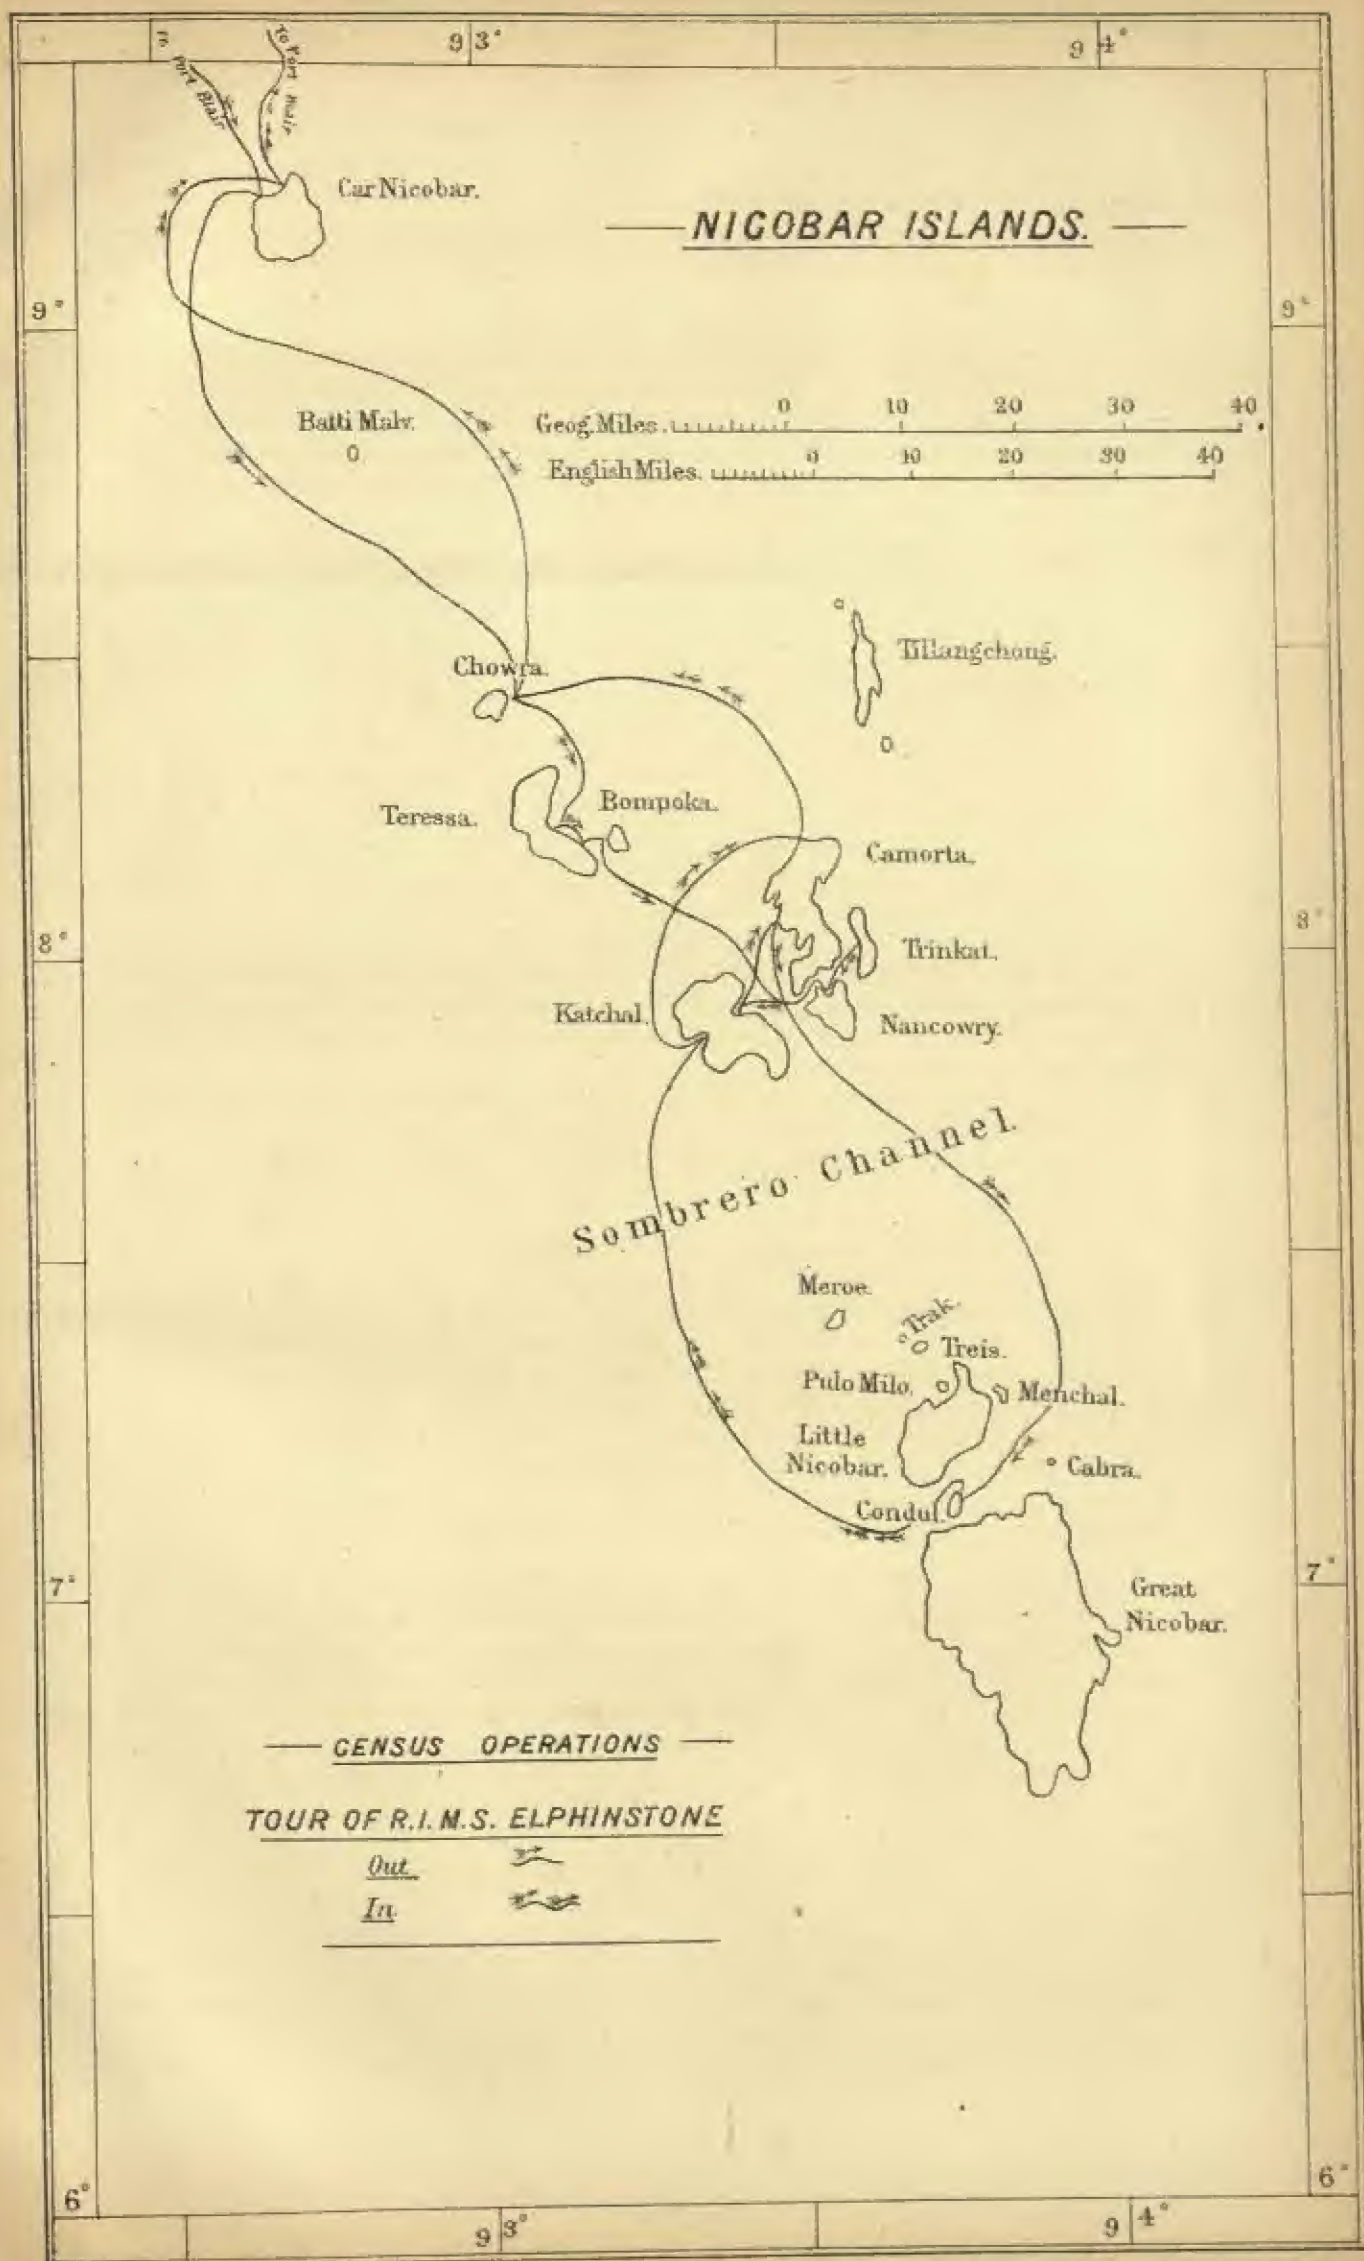 93°
94°
To Port Blair
To Port Blair
Car Nicobar.
NICOBAR ISLANDS.
9°
9°
Batti Malv.
0 10 20 30 40
Geog. Miles.
0 10 20 30 40
English Miles.
Tillangchong.
Chowra.
Teressa.
Bompoka.
Camorta.
8°
8°
Trinkat.
Katchal.
Nancowry.
Sombrero Channel.
Meroe.
Trak.
Treis.
Pulo Milo.
Menchal.
Little
Nicobar.
Cabra.
Condul.
7°
7°
Great
Nicobar.
CENSUS OPERATIONS
TOUR OF R.I.M.S. ELPHINSTONE
Out
In
6°
6°
93°
94°